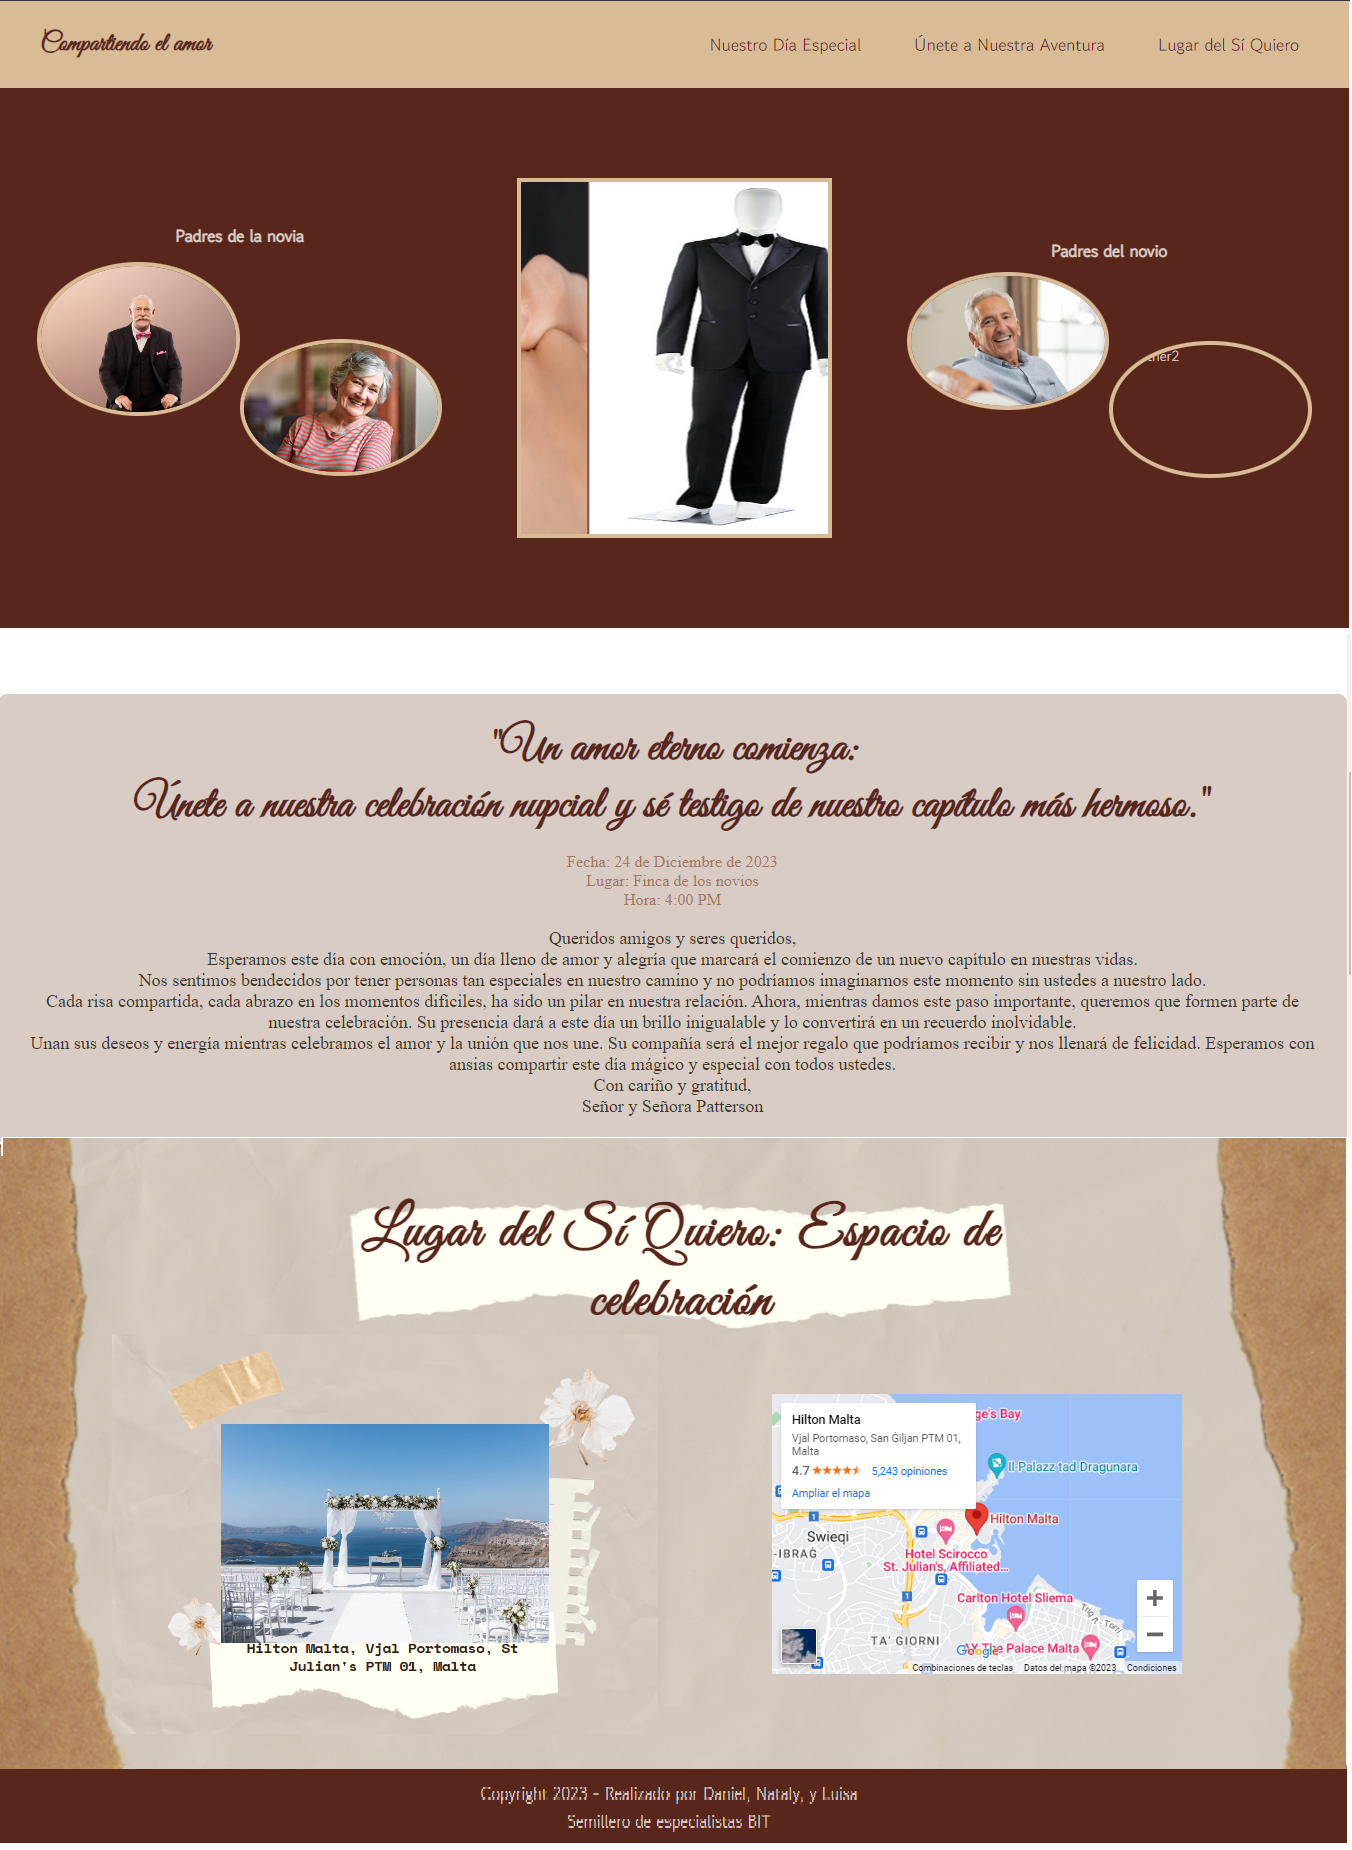 Compartiendo el amor
Nuestro Día Especial
Únete a Nuestra Aventura
Lugar del Sí Quiero
Padres de la novia
Padres del novio
"Un amor eterno comienza:
Únete a nuestra celebración nupcial y sé testigo de nuestro capítulo más hermoso."
Fecha: 24 de Diciembre de 2023
Lugar: Finca de los novios
Hora: 4:00 PM
Queridos amigos y seres queridos,
Esperamos este día con emoción, un día lleno de amor y alegría que marcará el comienzo de un nuevo capítulo en nuestras vidas.
Nos sentimos bendecidos por tener personas tan especiales en nuestro camino y no podríamos imaginarnos este momento sin ustedes a nuestro lado.
Cada risa compartida, cada abrazo en los momentos difíciles, ha sido un pilar en nuestra relación. Ahora, mientras damos este paso importante, queremos que formen parte de
nuestra celebración. Su presencia dará a este día un brillo inigualable y lo convertirá en un recuerdo inolvidable.
Unan sus deseos y energía mientras celebramos el amor y la unión que nos une. Su compañía será el mejor regalo que podríamos recibir y nos llenará de felicidad. Esperamos con
ansias compartir este día mágico y especial con todos ustedes.
Con cariño y gratitud,
Señor y Señora Patterson
Lugar del Sí Quiero: Espacio de
celebración
Hilton Malta, Vjal Portomaso, St
Julian's PTM 01, Malta
Hilton Malta
Vjal Portomaso, San Ġiljan PTM 01,
Malta
4.7
5,243 opiniones
Ampliar el mapa
ge's Bay
Il-Palazz tad Dragunara
Hilton Malta
1
Swieqi
-IBRAĠ
Hotel Scirocco
St. Julian's, Affiliated...
1
Carlton Hotel Sliema
TA' GIORNI
Google
AX The Palace Malta
Combinaciones de teclas
Datos del mapa ©2023
Condiciones
Copyright 2023 - Realizado por Daniel, Nataly, y Luisa
Semillero de especialistas BIT